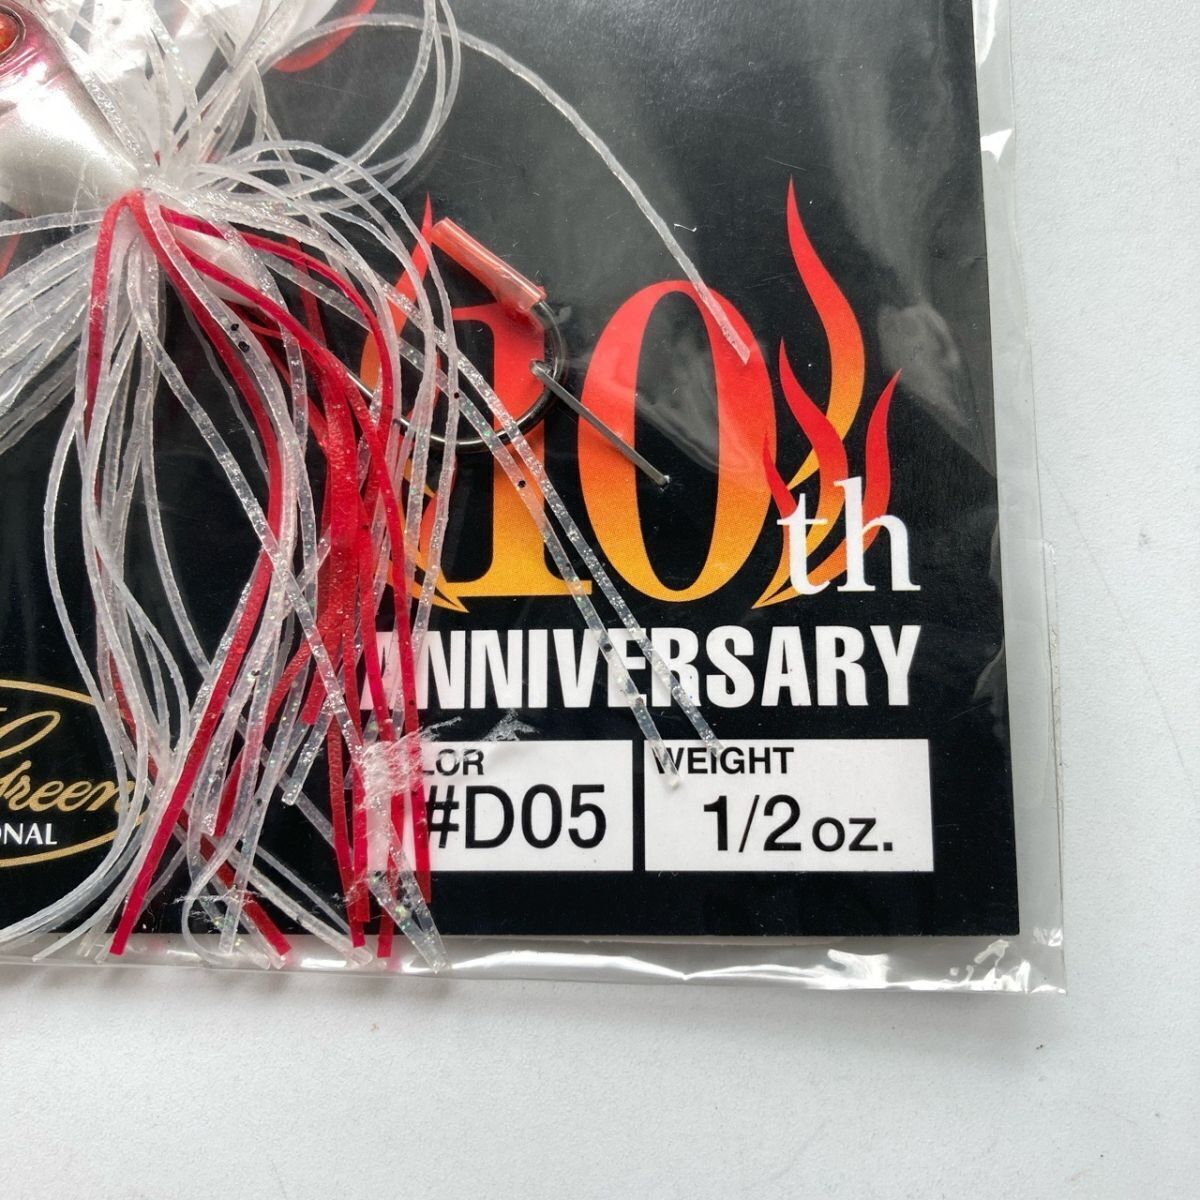 10th
ANNIVERSARY
Green
ONAL
LOR
#D05
WEIGHT
1/2 oz.